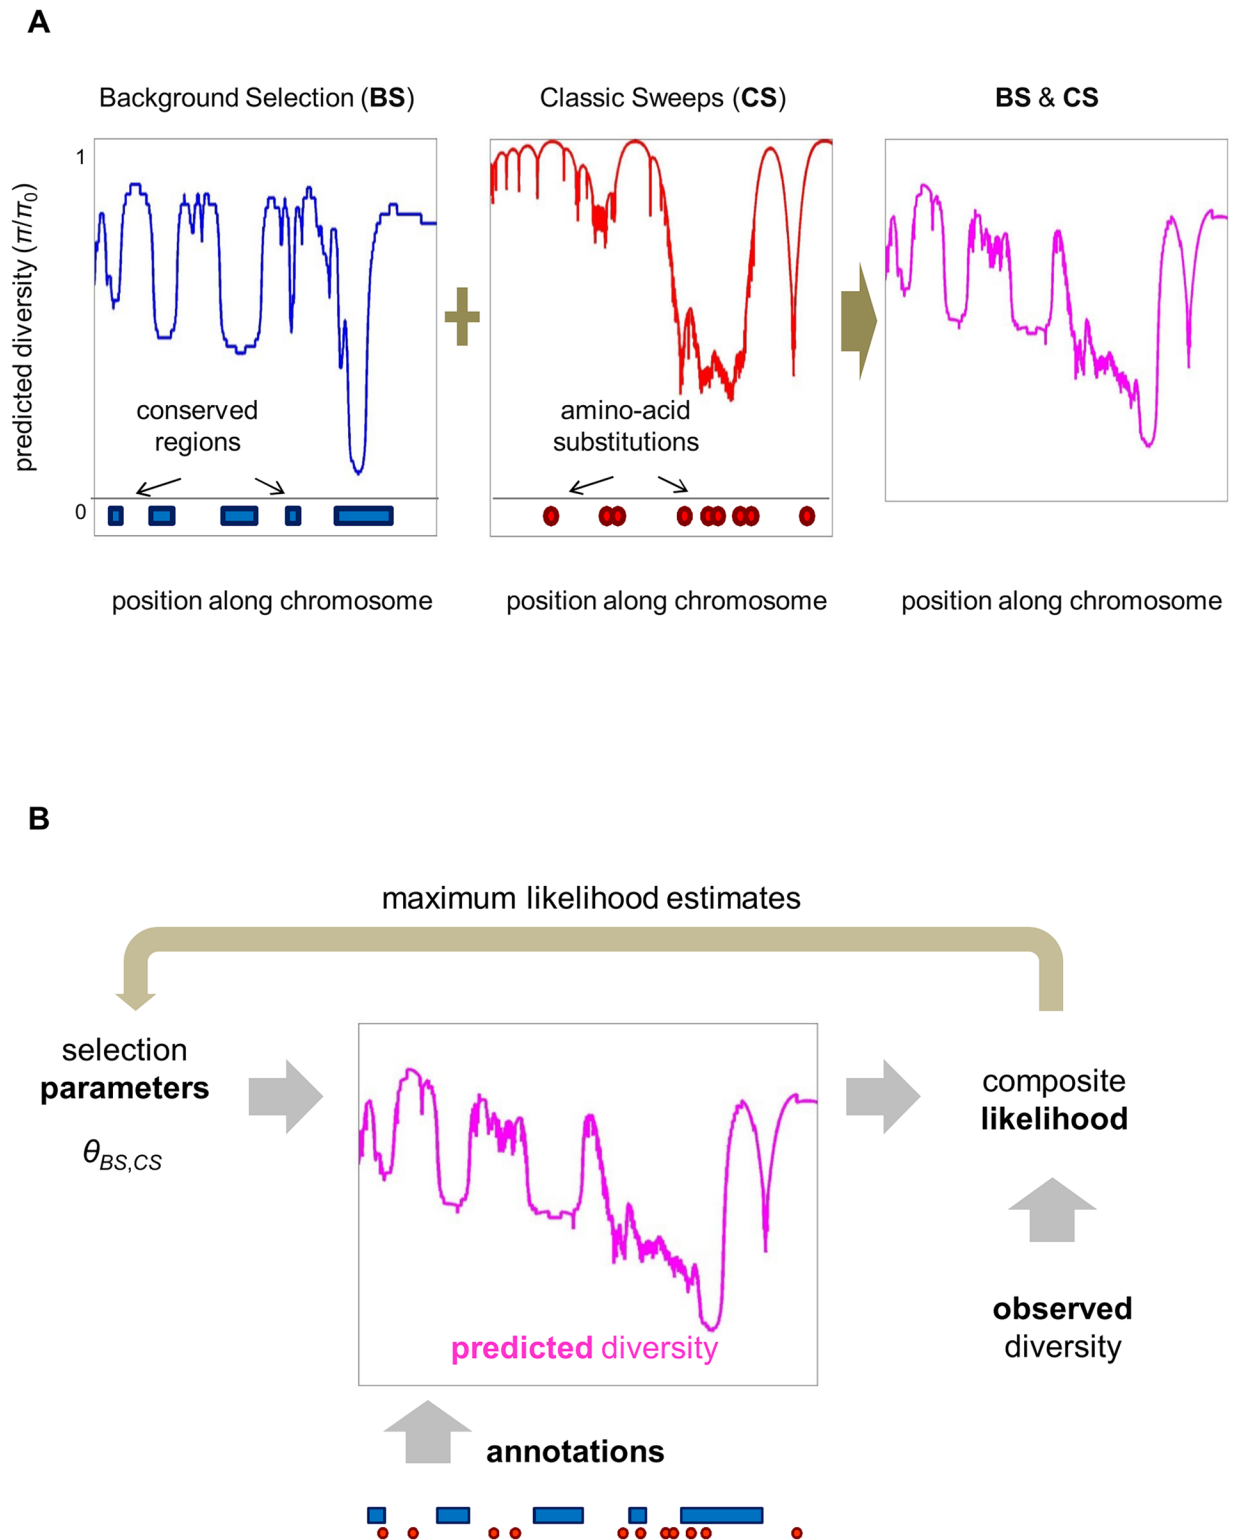 A
Background Selection (BS)
Classic Sweeps (CS)
BS & CS
predicted diversity (π/π0)
1
0
conserved
regions
amino-acid
substitutions
position along chromosome
position along chromosome
position along chromosome
B
maximum likelihood estimates
selection
parameters
θBS,CS
predicted diversity
composite
likelihood
observed
diversity
annotations